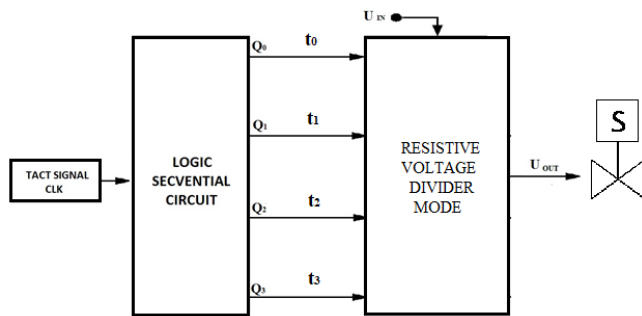 U IN
Q0 t0
Q1 t1
Q2 t2
Q3 t3
TACT SIGNAL
CLK
LOGIC
SECVENTIAL
CIRCUIT
RESISTIVE
VOLTAGE
DIVIDER
MODE
U OUT
S